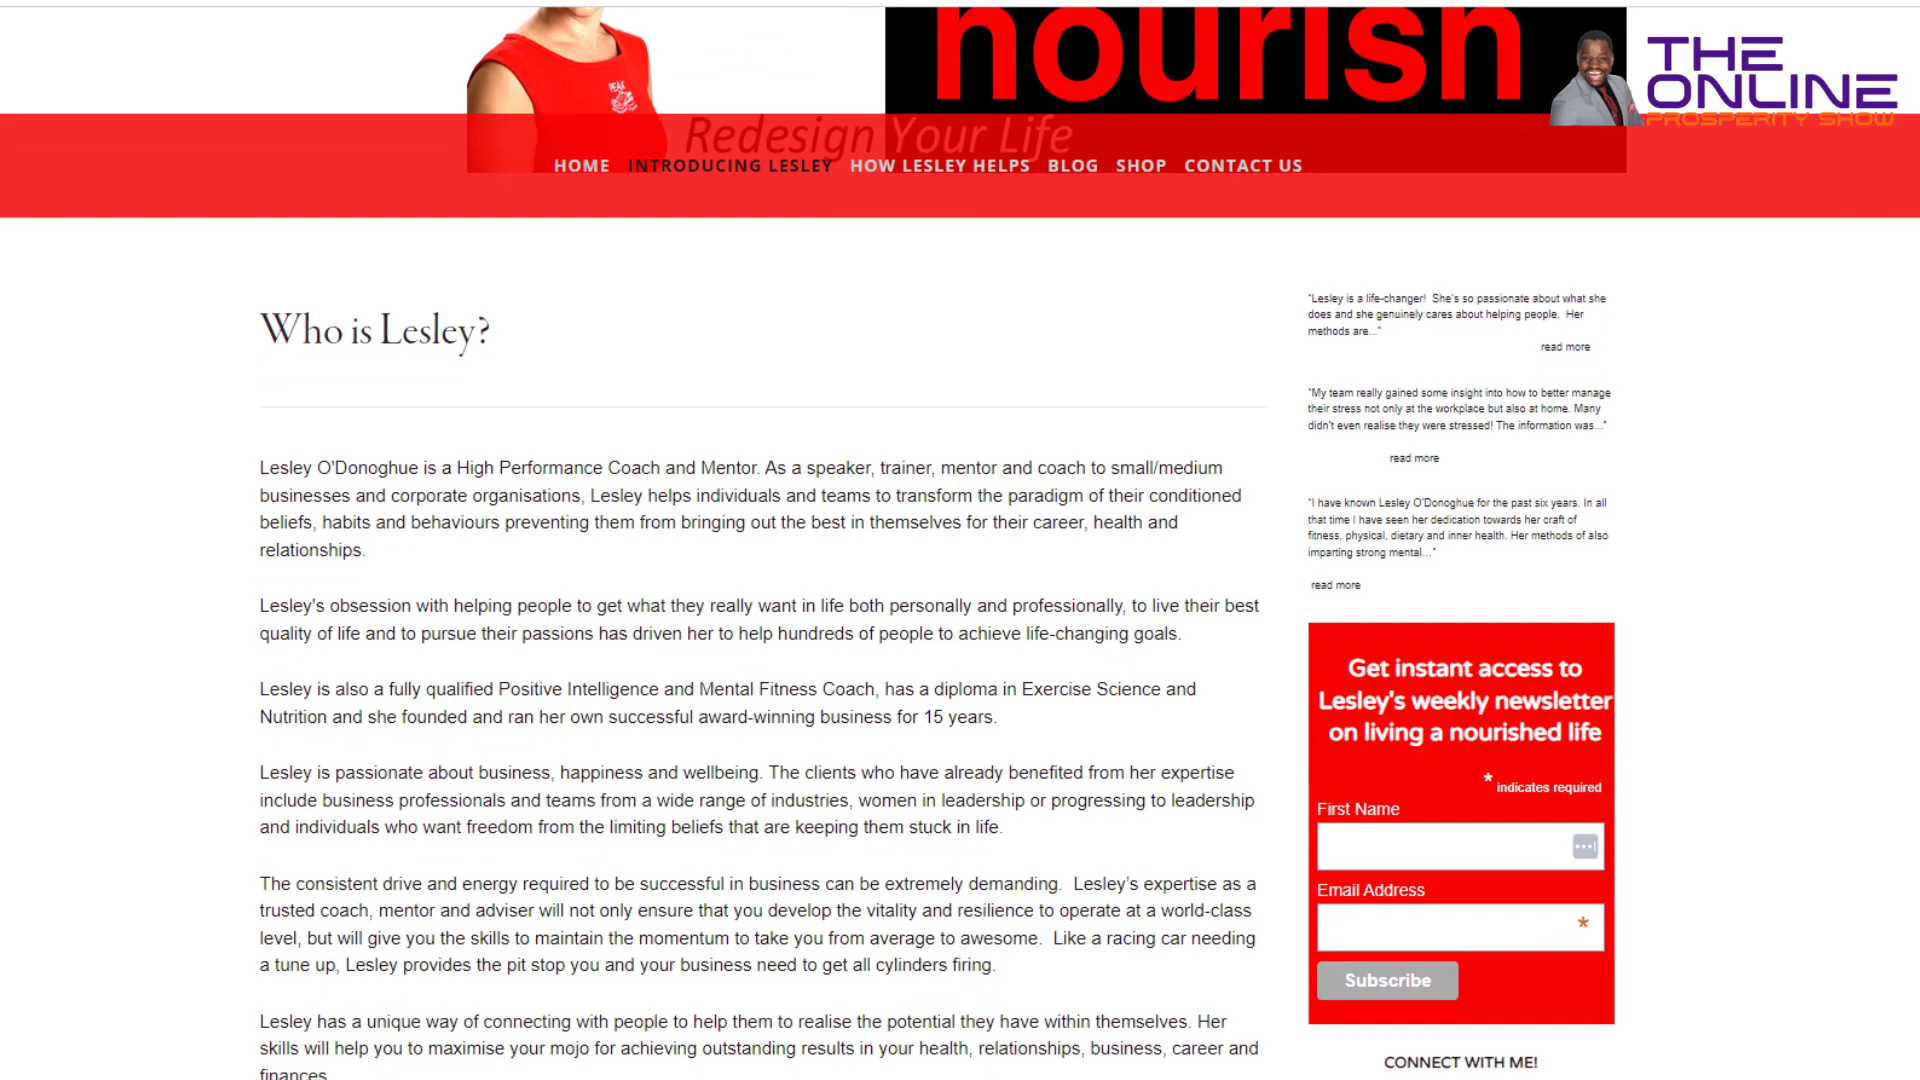 nourish
THE
ONLINE
PROSPERITY SHOW
PEAK
Redesign Your Life
HOME INTRODUCING LESLEY HOW LESLEY HELPS BLOG SHOP CONTACT US
Who is Lesley?
Lesley O'Donoghue is a High Performance Coach and Mentor. As a speaker, trainer, mentor and coach to small/medium
businesses and corporate organisations, Lesley helps individuals and teams to transform the paradigm of their conditioned
beliefs, habits and behaviours preventing them from bringing out the best in themselves for their career, health and
relationships.
Lesley's obsession with helping people to get what they really want in life both personally and professionally, to live their best
quality of life and to pursue their passions has driven her to help hundreds of people to achieve life-changing goals.
Lesley is also a fully qualified Positive Intelligence and Mental Fitness Coach, has a diploma in Exercise Science and
Nutrition and she founded and ran her own successful award-winning business for 15 years.
Lesley is passionate about business, happiness and wellbeing. The clients who have already benefited from her expertise
include business professionals and teams from a wide range of industries, women in leadership or progressing to leadership
and individuals who want freedom from the limiting beliefs that are keeping them stuck in life.
The consistent drive and energy required to be successful in business can be extremely demanding.  Lesley’s expertise as a
trusted coach, mentor and adviser will not only ensure that you develop the vitality and resilience to operate at a world-class
level, but will give you the skills to maintain the momentum to take you from average to awesome.  Like a racing car needing
a tune up, Lesley provides the pit stop you and your business need to get all cylinders firing.
Lesley has a unique way of connecting with people to help them to realise the potential they have within themselves. Her
skills will help you to maximise your mojo for achieving outstanding results in your health, relationships, business, career and
finances.
"Lesley is a life-changer!  She's so passionate about what she
does and she genuinely cares about helping people.  Her
methods are..."
read more
"My team really gained some insight into how to better manage
their stress not only at the workplace but also at home. Many
didn't even realise they were stressed! The information was..."
read more
"I have known Lesley O'Donoghue for the past six years. In all
that time I have seen her dedication towards her craft of
fitness, physical, dietary and inner health. Her methods of also
imparting strong mental..."
read more
Get instant access to
Lesley's weekly newsletter
on living a nourished life
* indicates required
First Name
Email Address
*
Subscribe
CONNECT WITH ME!